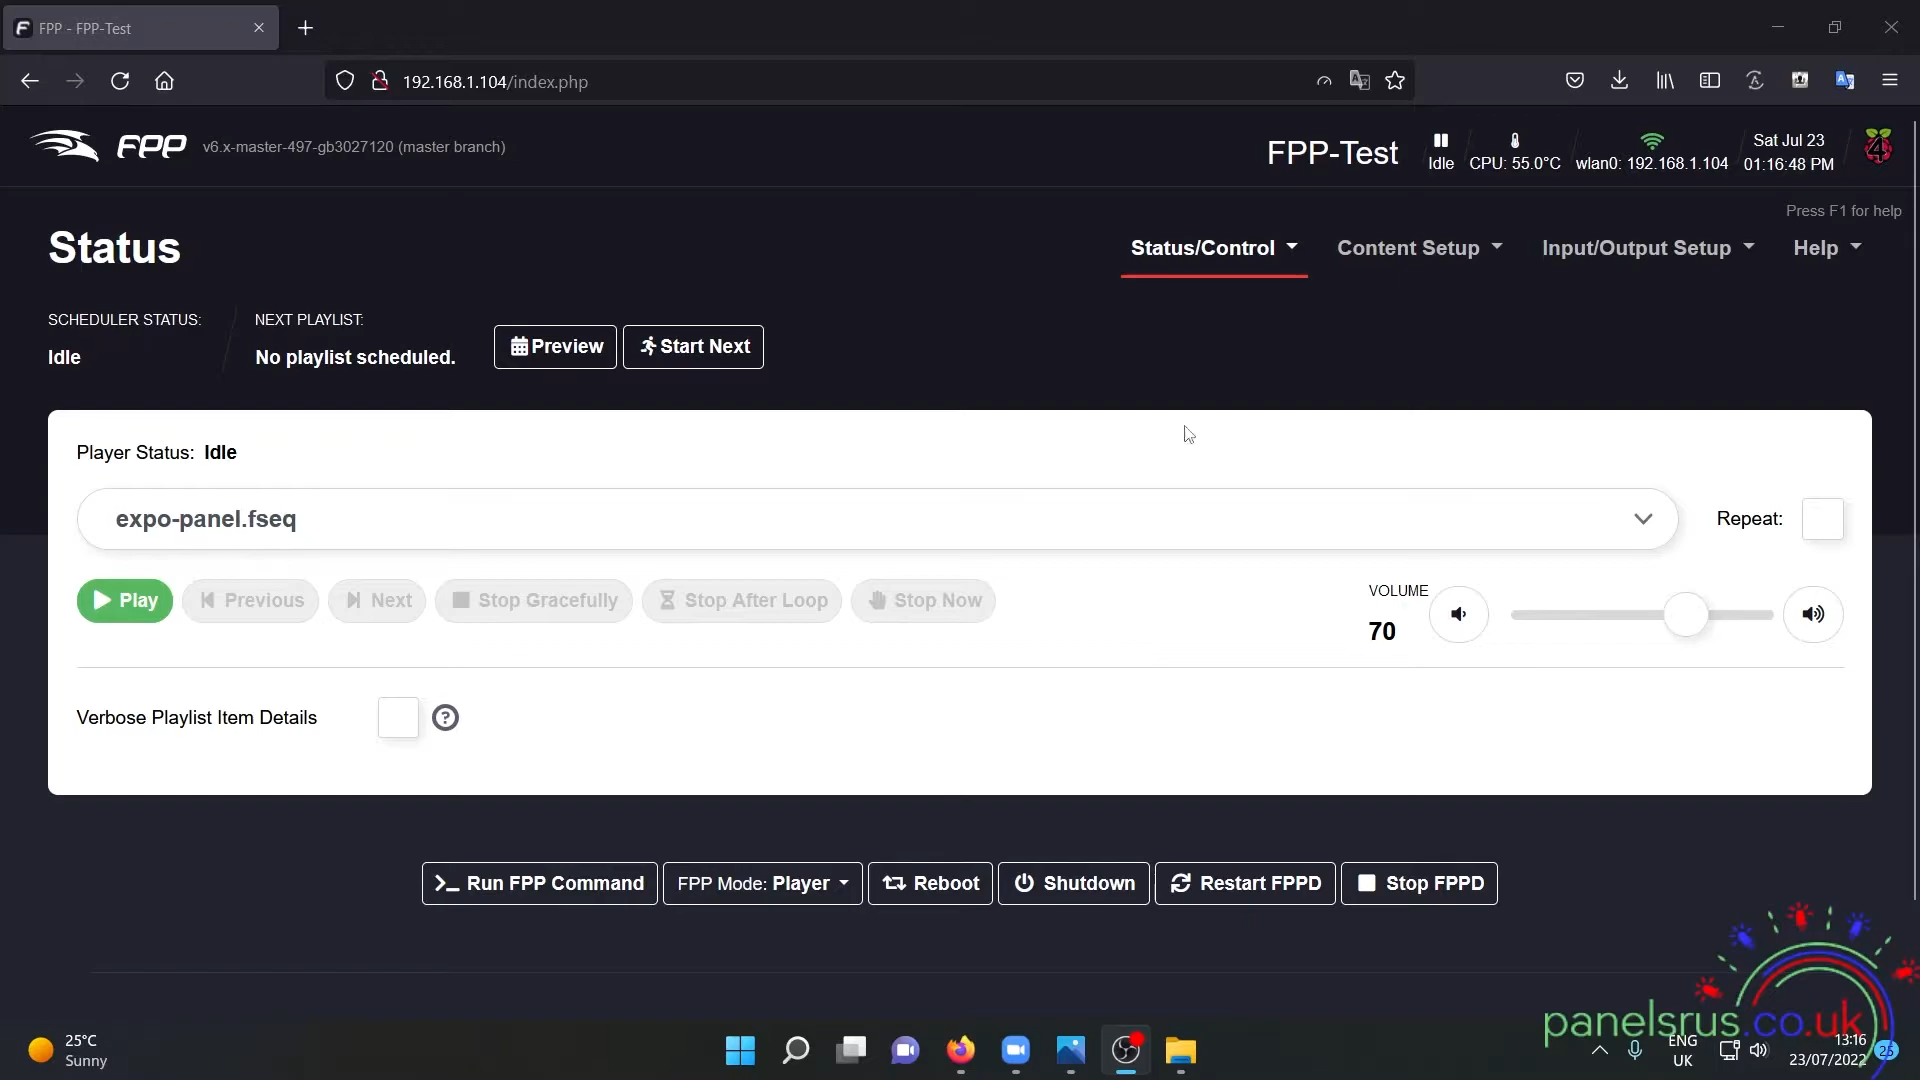 FPP - FPP-Test
192.168.1.104/index.php
FPP
v6.x-master-497-gb3027120 (master branch)
FPP-Test
Idle
CPU: 55.0°C
wlan0: 192.168.1.104
Sat Jul 23
01:16:48 PM
4
Press F1 for help
Status
Status/Control
Content Setup
Input/Output Setup
Help
SCHEDULER STATUS:
Idle
NEXT PLAYLIST:
No playlist scheduled.
Preview
Start Next
Player Status: Idle
expo-panel.fseq
Repeat:
Play
Previous
Next
Stop Gracefully
Stop After Loop
Stop Now
VOLUME
70
Verbose Playlist Item Details
?
Run FPP Command
FPP Mode: Player
Reboot
Shutdown
Restart FPPD
Stop FPPD
panelsrus.co.uk
25°C
Sunny
ENG
UK
13:16
23/07/2022
25